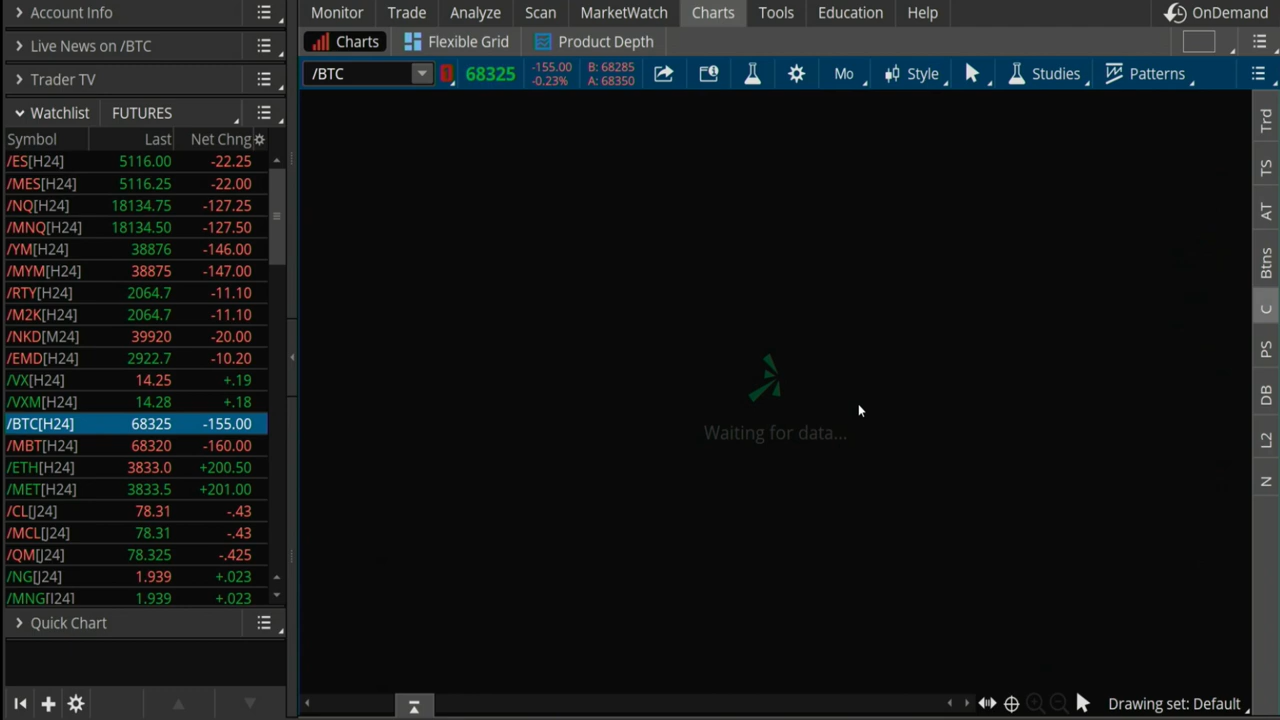 Account Info
Live News on /BTC
Trader TV
Watchlist FUTURES
Symbol Last Net Chng
/ES[H24] 5116.00 -22.25
/MES[H24] 5116.25 -22.00
/NQ[H24] 18134.75 -127.25
/MNQ[H24] 18134.50 -127.50
/YM[H24] 38876 -146.00
/MYM[H24] 38875 -147.00
/RTY[H24] 2064.7 -11.10
/M2K[H24] 2064.7 -11.10
/NKD[M24] 39920 -20.00
/EMD[H24] 2922.7 -10.20
/VX[H24] 14.25 +.19
/VXM[H24] 14.28 +.18
/BTC[H24] 68325 -155.00
/MBT[H24] 68320 -160.00
/ETH[H24] 3833.0 +200.50
/MET[H24] 3833.5 +201.00
/CL[J24] 78.31 -.43
/MCL[J24] 78.31 -.43
/QM[J24] 78.325 -.425
/NG[J24] 1.939 +.023
/MNG[J24] 1.939 +.023
Quick Chart
Monitor Trade Analyze Scan MarketWatch Charts Tools Education Help OnDemand
Charts Flexible Grid Product Depth
/BTC 68325 -155.00 B: 68285 Mo Style Studies Patterns
-0.23% A: 68350
Waiting for data...
Trd
TS
AT
Btns
C
PS
DB
L2
N
Drawing set: Default